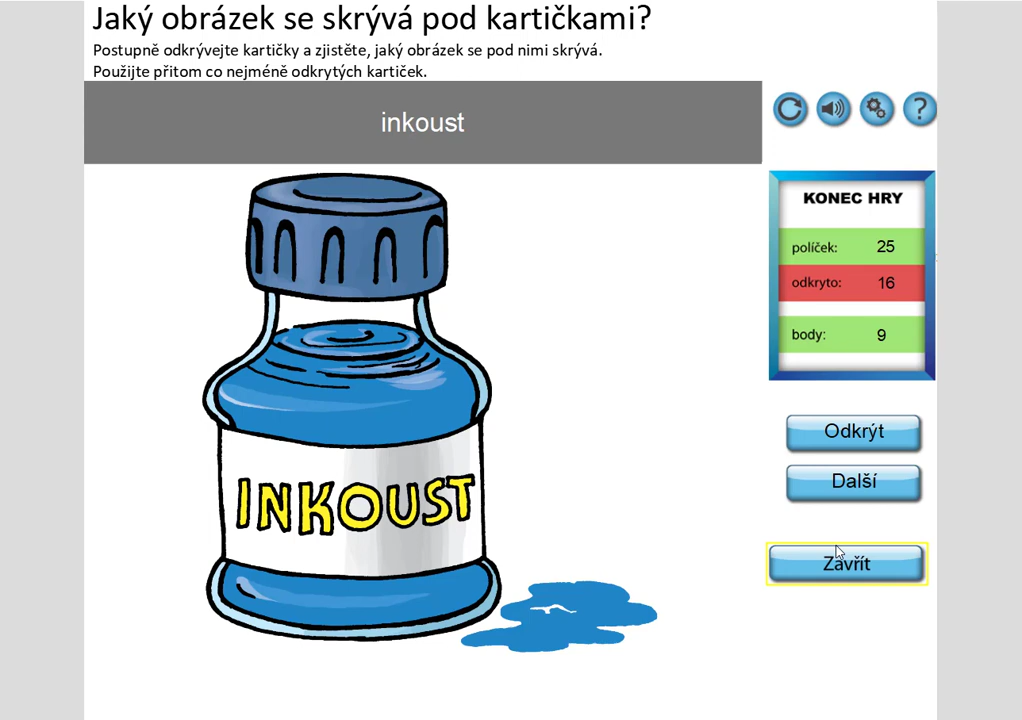 Jaký obrázek se skrývá pod kartičkami?
Postupně odkrývejte kartičky a zjistěte, jaký obrázek se pod nimi skrývá.
Použijte přitom co nejméně odkrytých kartiček.
inkoust
?
KONEC HRY
políček: 25
odkryto: 16
body: 9
Odkrýt
Další
Zavřít
INKOUST